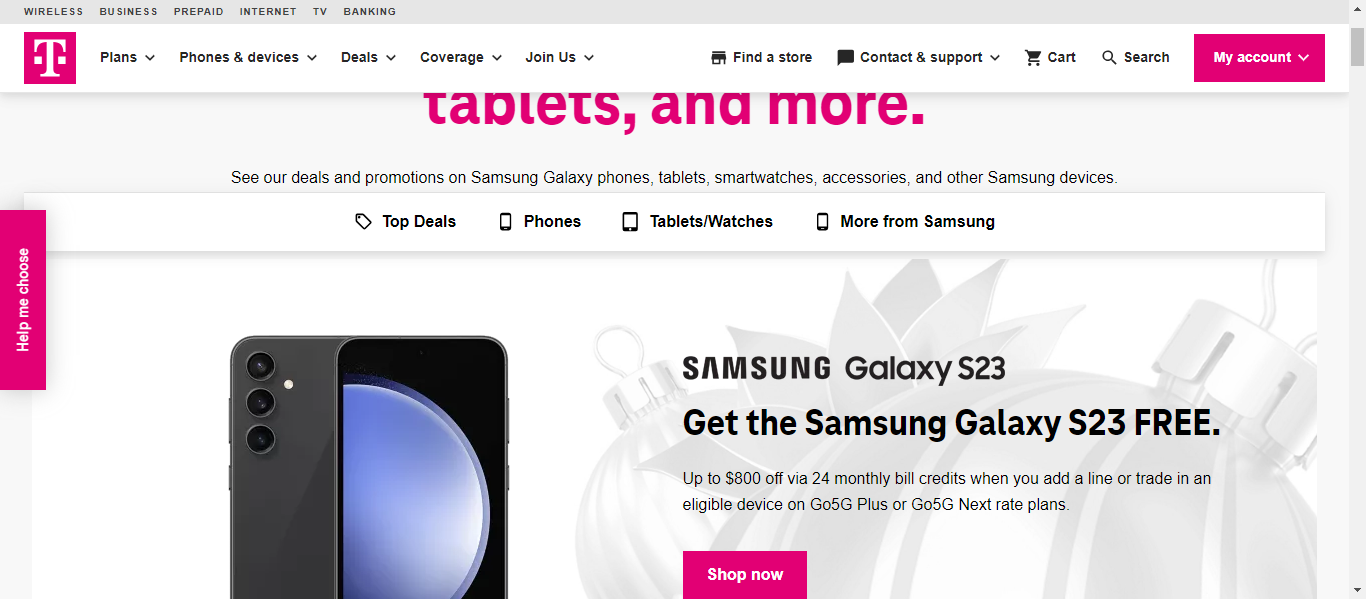 WIRELESS BUSINESS PREPAID INTERNET TV BANKING
T Plans Phones & devices Deals Coverage Join Us Find a store Contact & support Cart Search My account
tablets, and more.
See our deals and promotions on Samsung Galaxy phones, tablets, smartwatches, accessories, and other Samsung devices.
Top Deals Phones Tablets/Watches More from Samsung
Help me choose
SAMSUNG Galaxy S23
Get the Samsung Galaxy S23 FREE.
Up to $800 off via 24 monthly bill credits when you add a line or trade in an
eligible device on Go5G Plus or Go5G Next rate plans.
Shop now